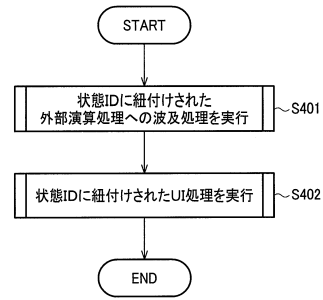 START
状態IDに紐付けされた
外部演算処理への波及処理を実行
S401
状態IDに紐付けされたUI処理を実行
S402
END